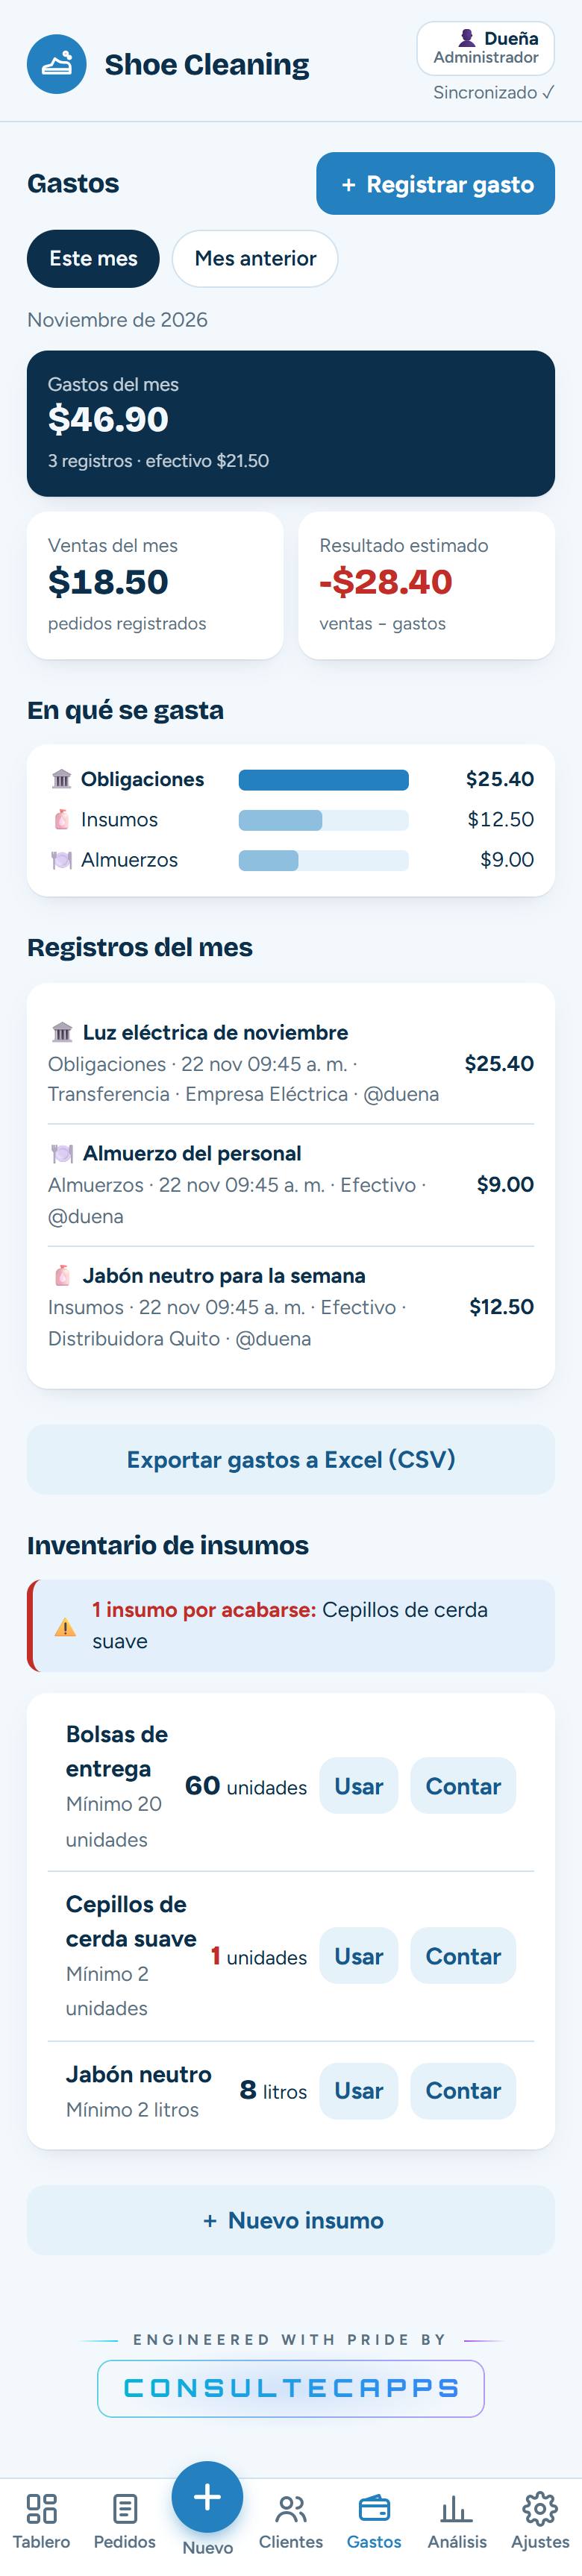 Shoe Cleaning
Dueña
Administrador
Sincronizado ✓
Gastos
+ Registrar gasto
Este mes
Mes anterior
Noviembre de 2026
Gastos del mes
$46.90
3 registros · efectivo $21.50
Ventas del mes
$18.50
pedidos registrados
Resultado estimado
-$28.40
ventas − gastos
En qué se gasta
Obligaciones $25.40
Insumos $12.50
Almuerzos $9.00
Registros del mes
Luz eléctrica de noviembre
Obligaciones · 22 nov 09:45 a. m. ·
Transferencia · Empresa Eléctrica · @duena
$25.40
Almuerzo del personal
Almuerzos · 22 nov 09:45 a. m. · Efectivo ·
@duena
$9.00
Jabón neutro para la semana
Insumos · 22 nov 09:45 a. m. · Efectivo ·
Distribuidora Quito · @duena
$12.50
Exportar gastos a Excel (CSV)
Inventario de insumos
1 insumo por acabarse: Cepillos de cerda
suave
Bolsas de
entrega
Mínimo 20
unidades
60 unidades
Usar
Contar
Cepillos de
cerda suave
Mínimo 2
unidades
1 unidades
Usar
Contar
Jabón neutro
Mínimo 2 litros
8 litros
Usar
Contar
+ Nuevo insumo
ENGINEERED WITH PRIDE BY
CONSULTECAPPS
Tablero
Pedidos
Nuevo
Clientes
Gastos
Análisis
Ajustes